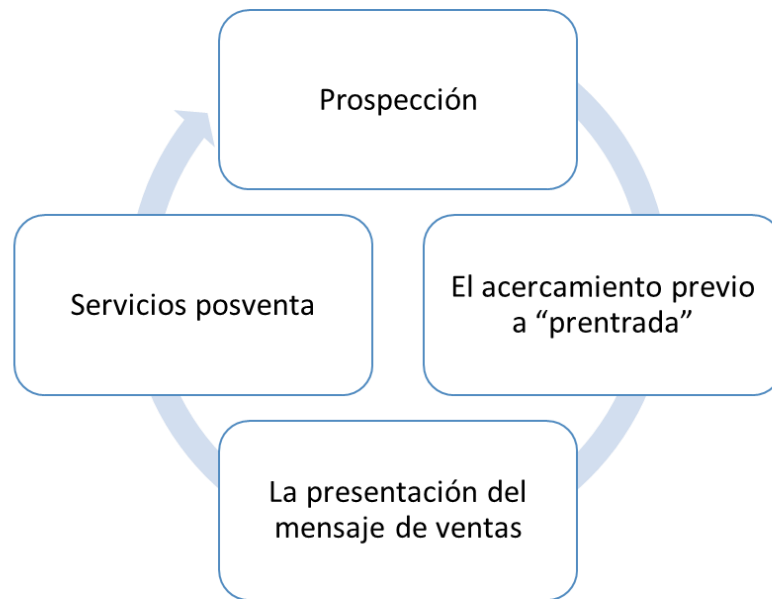 Prospección
El acercamiento previo
a “prentrada”
La presentación del
mensaje de ventas
Servicios posventa